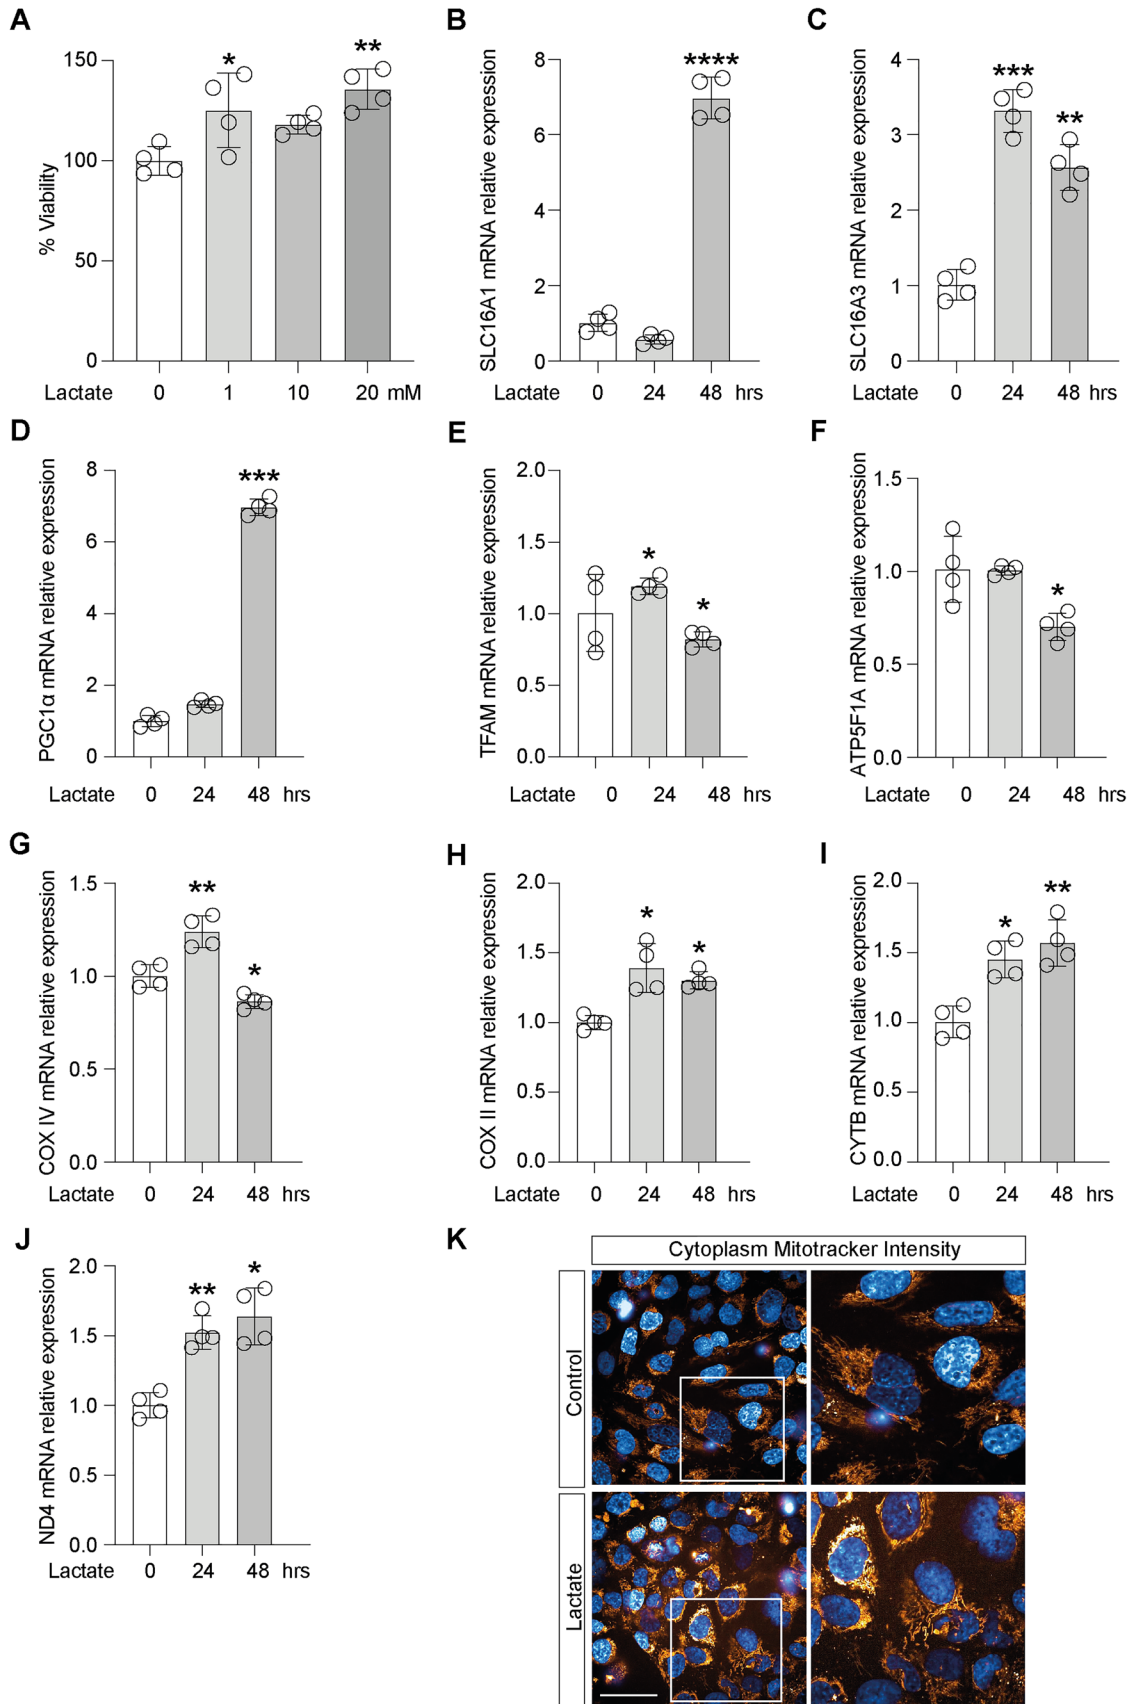 A
% Viability
150
100
50
0
*
**
Lactate 0 1 10 20 mM
B
SLC16A1 mRNA relative expression
8
6
4
2
0
****
0 24 48 hrs
C
SLC16A3 mRNA relative expression
4
3
2
1
0
***
**
0 24 48 hrs
D
PGC1α mRNA relative expression
8
6
4
2
0
***
Lactate 0 24 48 hrs
E
TFAM mRNA relative expression
2.0
1.5
1.0
0.5
0.0
*
*
Lactate 0 24 48 hrs
F
ATP5F1A mRNA relative expression
1.5
1.0
0.5
0.0
*
Lactate 0 24 48 hrs
G
COX IV mRNA relative expression
1.5
1.0
0.5
0.0
**
*
Lactate 0 24 48 hrs
H
COX II mRNA relative expression
2.0
1.5
1.0
0.5
0.0
*
*
Lactate 0 24 48 hrs
I
CYTB mRNA relative expression
2.0
1.5
1.0
0.5
0.0
*
**
Lactate 0 24 48 hrs
J
ND4 mRNA relative expression
2.0
1.5
1.0
0.5
0.0
**
*
Lactate 0 24 48 hrs
K
Cytoplasm Mitotracker Intensity
Control
Lactate